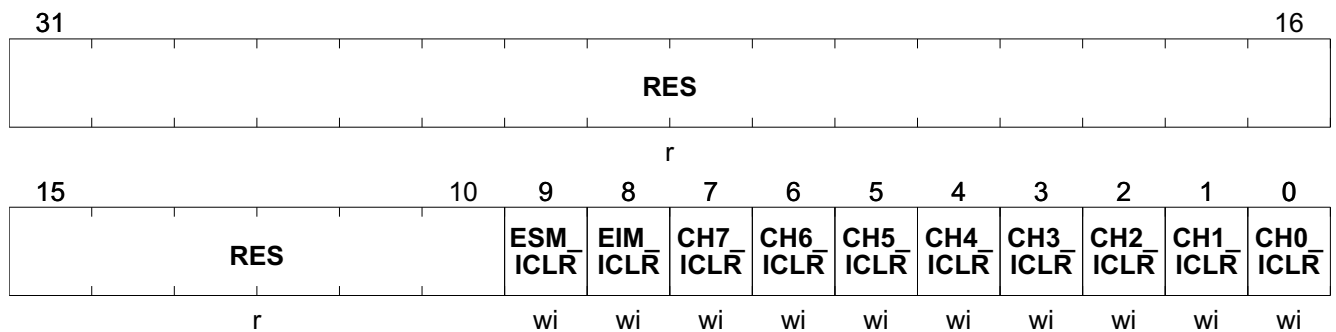 31 16
RES
r
15 10 9 8 7 6 5 4 3 2 1 0
RES ESM_ EIM_ CH7_ CH6_ CH5_ CH4_ CH3_ CH2_ CH1_ CH0_
ICLR ICLR ICLR ICLR ICLR ICLR ICLR ICLR ICLR ICLR
r wi wi wi wi wi wi wi wi wi wi